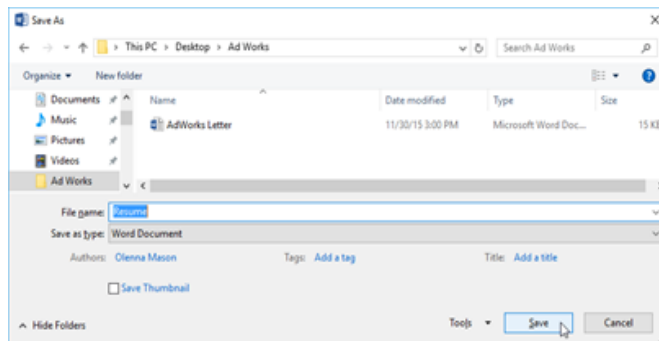 Save As
This PC > Desktop > Ad Works
Search Ad Works
Organize
New folder
Documents
Music
Pictures
Videos
Ad Works
Name Date modified Type Size
AdWorks Letter 11/30/15 3:00 PM Microsoft Word Doc... 15 KB
File name: Resume
Save as type: Word Document
Authors: Olenna Mason Tags: Add a tag Title: Add a title
Save Thumbnail
Hide Folders Tools Save Cancel